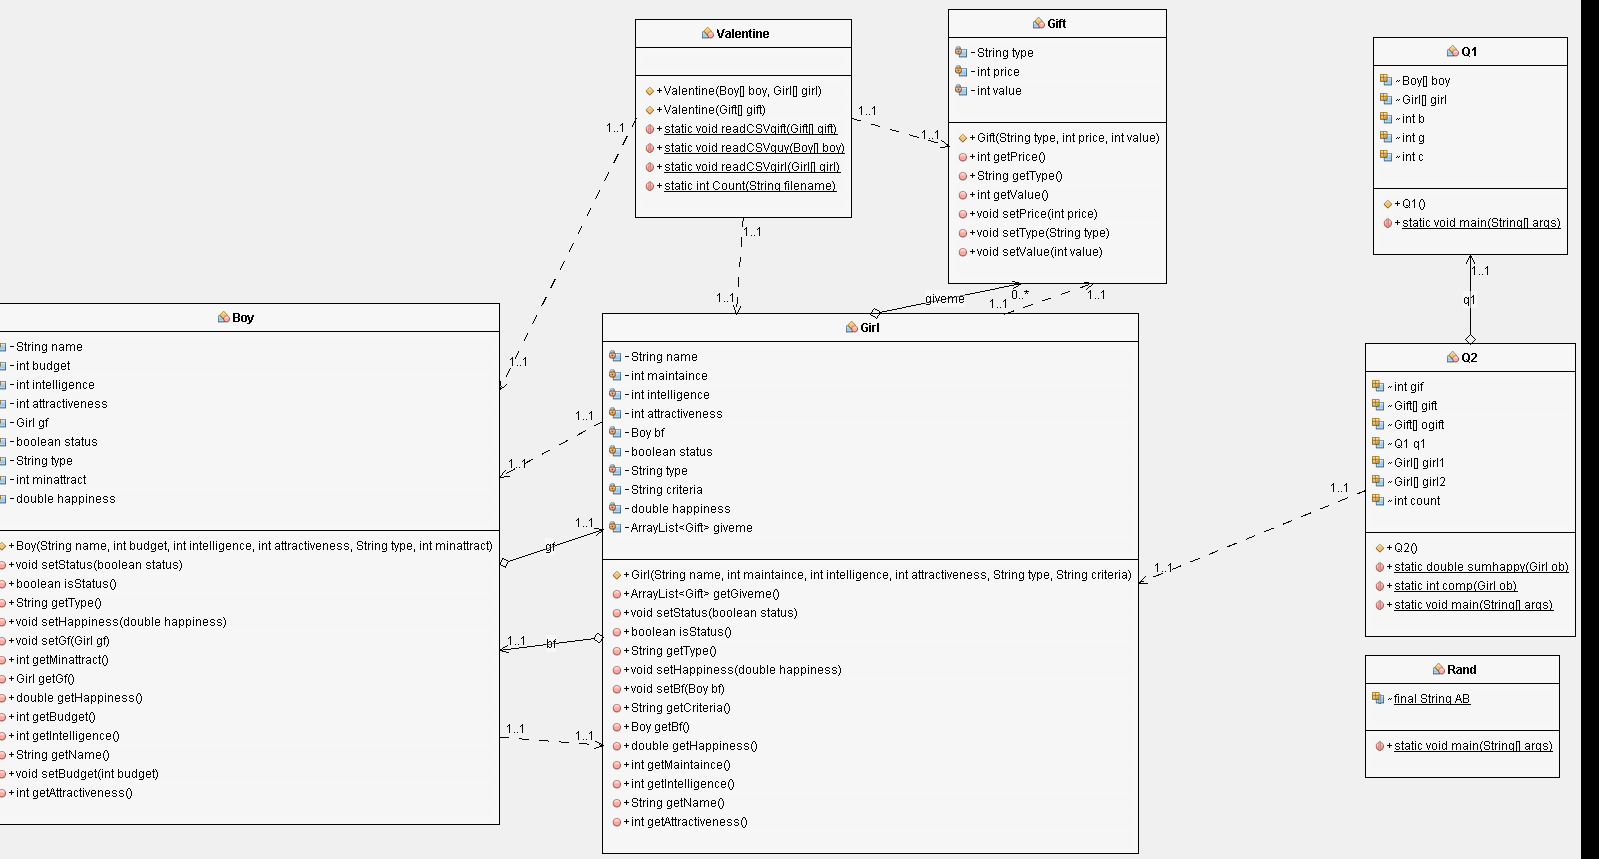 Valentine
+Valentine(Boy[] boy, Girl[] girl)
+Valentine(Gift[] gift)
+static void readCSVgift(Gift[] gift)
+static void readCSVguy(Boy[] boy)
+static void readCSVgirl(Girl[] girl)
+static int Count(String filename)
1..1
1..1
1..1
1..1
1..1
1..1
Gift
-String type
-int price
-int value
+Gift(String type, int price, int value)
+int getPrice()
+String getType()
+int getValue()
+void setPrice(int price)
+void setType(String type)
+void setValue(int value)
giveme
0..*
1..1
1..1
Q1
~Boy[] boy
~Girl[] girl
~int b
~int g
~int c
+Q1()
+static void main(String[] args)
1..1
q1
Boy
-String name
-int budget
-int intelligence
-int attractiveness
-Girl gf
-boolean status
-String type
-int minattract
-double happiness
+Boy(String name, int budget, int intelligence, int attractiveness, String type, int minattract)
+void setStatus(boolean status)
+boolean isStatus()
+String getType()
+void setHappiness(double happiness)
+void setGf(Girl gf)
+int getMinattract()
+Girl getGf()
+double getHappiness()
+int getBudget()
+int getIntelligence()
+String getName()
+void setBudget(int budget)
+int getAttractiveness()
1..1
1..1
1..1
gf
1..1
bf
1..1
1..1
Girl
-String name
-int maintaince
-int intelligence
-int attractiveness
-Boy bf
-boolean status
-String type
-String criteria
-double happiness
-ArrayList<Gift> giveme
+Girl(String name, int maintaince, int intelligence, int attractiveness, String type, String criteria)
+ArrayList<Gift> getGiveme()
+void setStatus(boolean status)
+boolean isStatus()
+String getType()
+void setHappiness(double happiness)
+void setBf(Boy bf)
+String getCriteria()
+Boy getBf()
+double getHappiness()
+int getMaintaince()
+int getIntelligence()
+String getName()
+int getAttractiveness()
1..1
1..1
Q2
~int gif
~Gift[] gift
~Gift[] ogift
~Q1 q1
~Girl[] girl1
~Girl[] girl2
~int count
+Q2()
+static double sumhappy(Girl ob)
+static int comp(Girl ob)
+static void main(String[] args)
Rand
~final String AB
+static void main(String[] args)